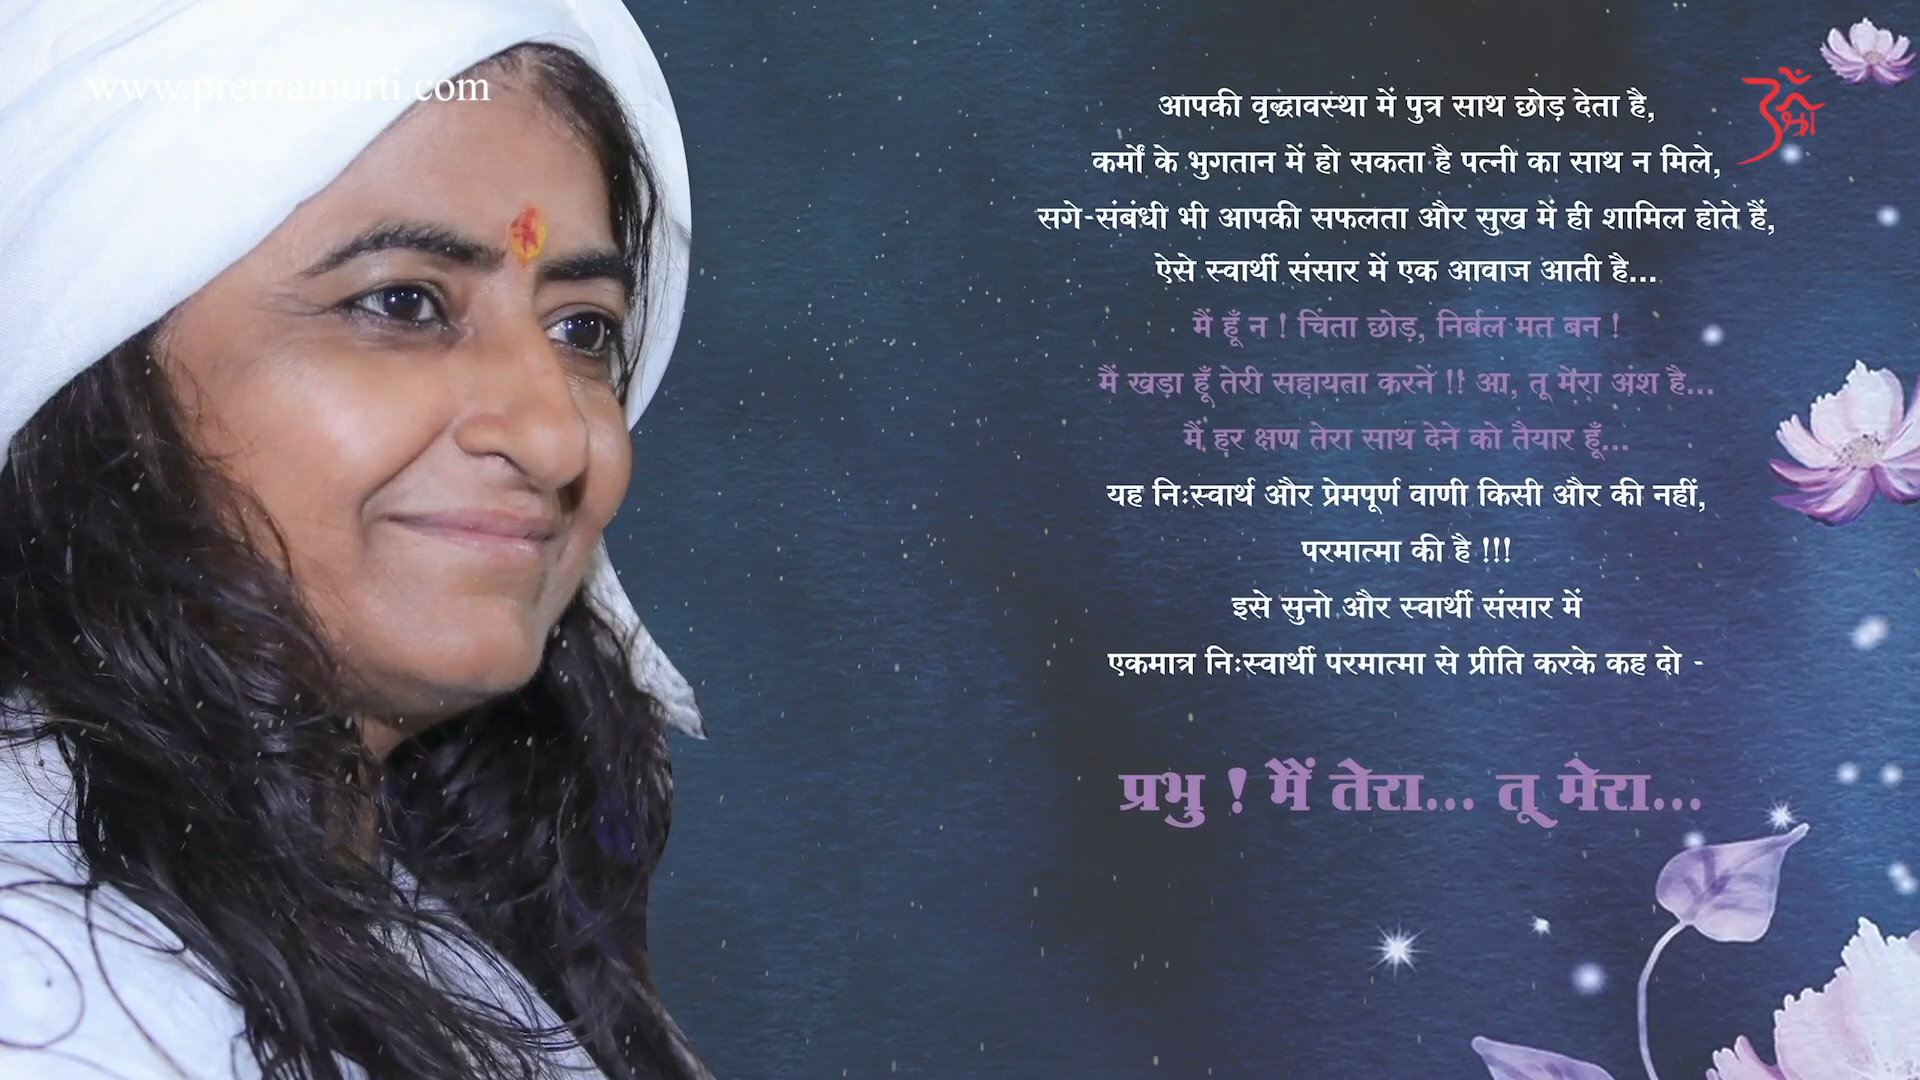 www.prernamurti.com
आपकी वृद्धावस्था में पुत्र साथ छोड़ देता है,
कर्मों के भुगतान में हो सकता है पत्नी का साथ न मिले,
सगे-संबंधी भी आपकी सफलता और सुख में ही शामिल होते हैं,
ऐसे स्वार्थी संसार में एक आवाज आती है...
मैं हूँ न ! चिंता छोड़, निर्बल मत बन !
मैं खड़ा हूँ तेरी सहायता करने !! आ, तू मेरा अंश है...
मैं हर क्षण तेरा साथ देने को तैयार हूँ...
यह निःस्वार्थ और प्रेमपूर्ण वाणी किसी और की नहीं,
परमात्मा की है !!!
इसे सुनो और स्वार्थी संसार में
एकमात्र निःस्वार्थी परमात्मा से प्रीति करके कह दो -
प्रभु ! मैं तेरा... तू मेरा...